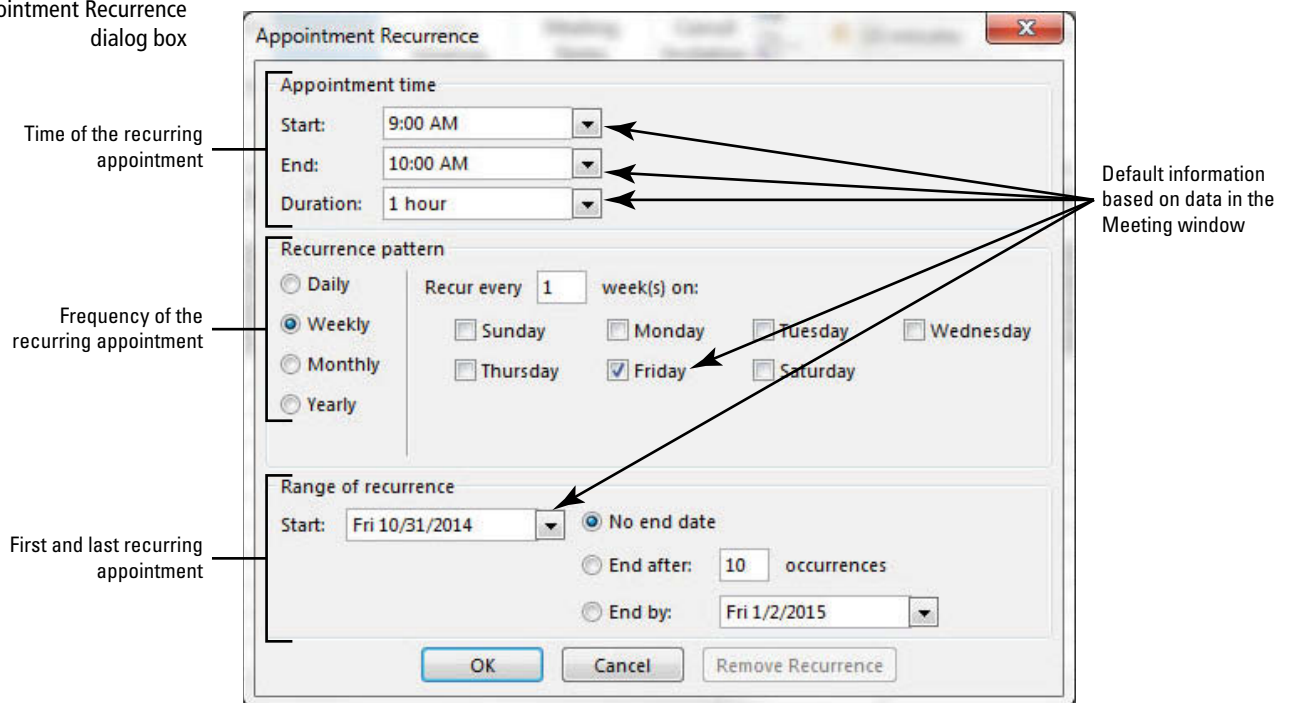 ointment Recurrence
dialog box
Appointment Recurrence
Appointment time
Start: 9:00 AM
End: 10:00 AM
Duration: 1 hour
Time of the recurring
appointment
Default information
based on data in the
Meeting window
Recurrence pattern
Daily
Recur every 1 week(s) on:
Weekly
Sunday Monday Tuesday Wednesday
Monthly
Thursday Friday Saturday
Yearly
Frequency of the
recurring appointment
Range of recurrence
Start: Fri 10/31/2014
No end date
End after: 10 occurrences
End by: Fri 1/2/2015
First and last recurring
appointment
OK Cancel Remove Recurrence